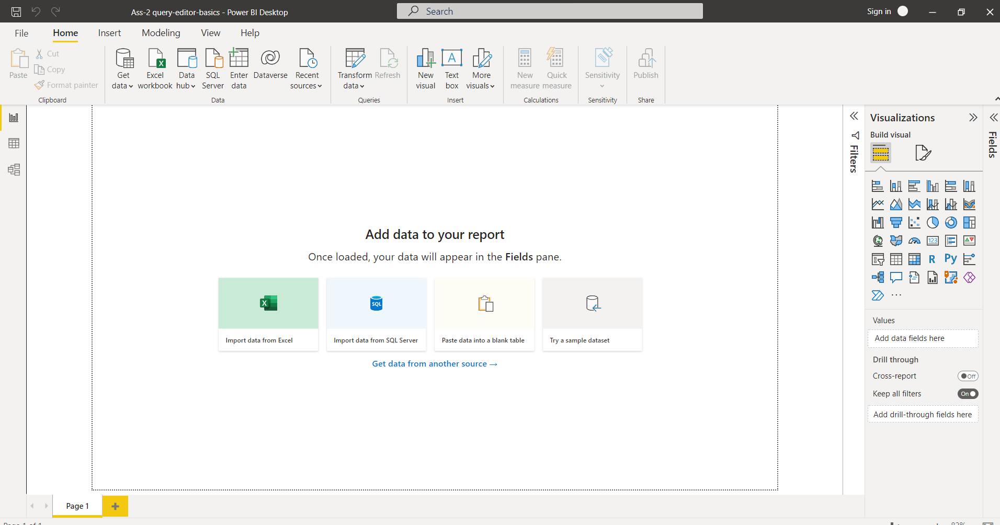 Ass-2 query-editor-basics - Power BI Desktop
Search
Sign in
File
Home
Insert
Modeling
View
Help
Paste
Cut
Copy
Format painter
Clipboard
Get data
Excel workbook
Data hub
SQL Server
Enter data
Dataverse
Recent sources
Data
Transform data
Refresh
Queries
New visual
Text box
More visuals
Insert
New measure
Quick measure
Calculations
Sensitivity
Sensitivity
Publish
Share
Add data to your report
Once loaded, your data will appear in the Fields pane.
X
SQL
Import data from Excel
Import data from SQL Server
Paste data into a blank table
Try a sample dataset
Get data from another source →
Filters
Visualizations
Build visual
123
R
Py
Values
Add data fields here
Drill through
Cross-report
Off
Keep all filters
On
Add drill-through fields here
Fields
Page 1
Page 1 of 1